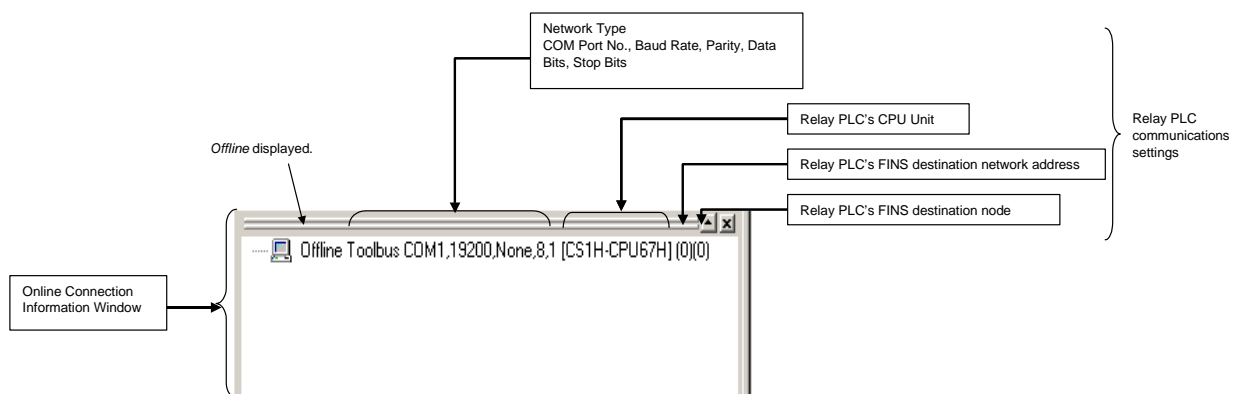 Network Type
COM Port No., Baud Rate, Parity, Data
Bits, Stop Bits
Relay PLC's CPU Unit
Relay PLC
communications
settings
Offline displayed.
Relay PLC's FINS destination network address
Relay PLC's FINS destination node
Offline Toolbus COM1,19200,None,8,1 [CS1H-CPU67H] (0)(0)
Online Connection
Information Window